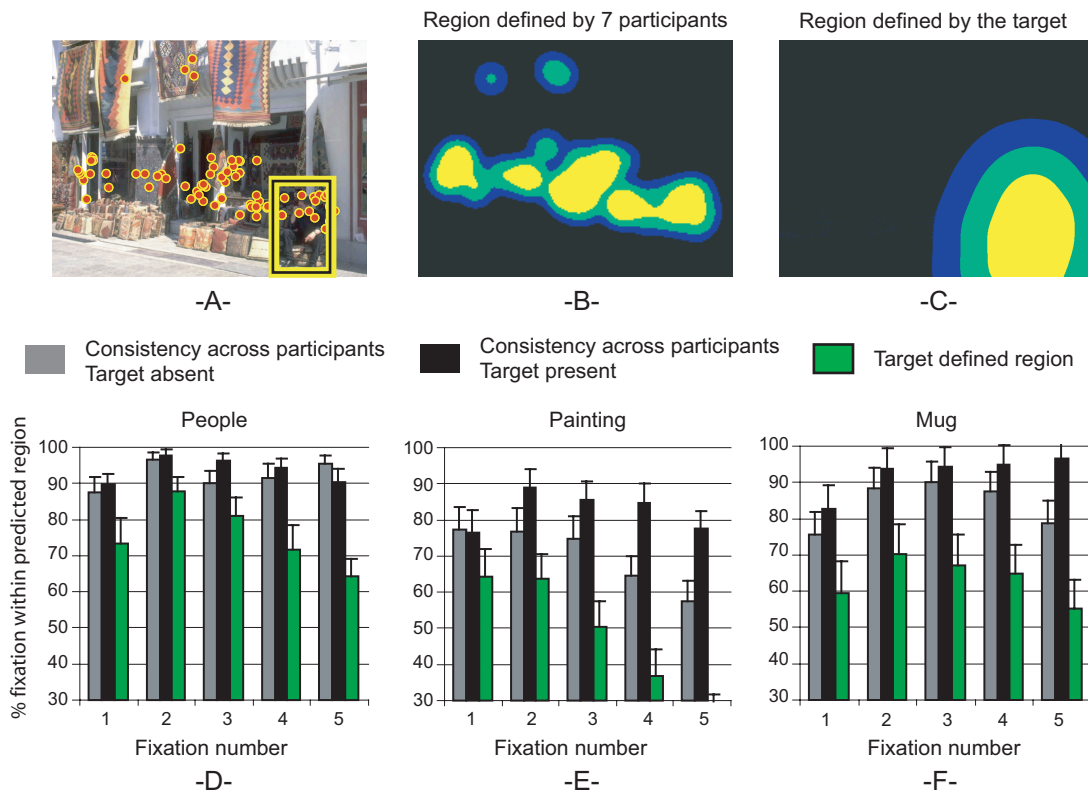 Region defined by 7 participants
Region defined by the target
-A-
-B-
-C-
Consistency across participants
Target absent
Consistency across participants
Target present
Target defined region
People
% fixation within predicted region
100
90
80
70
60
50
40
30
1 2 3 4 5
Fixation number
-D-
Painting
100
90
80
70
60
50
40
30
1 2 3 4 5
Fixation number
-E-
Mug
100
90
80
70
60
50
40
30
1 2 3 4 5
Fixation number
-F-